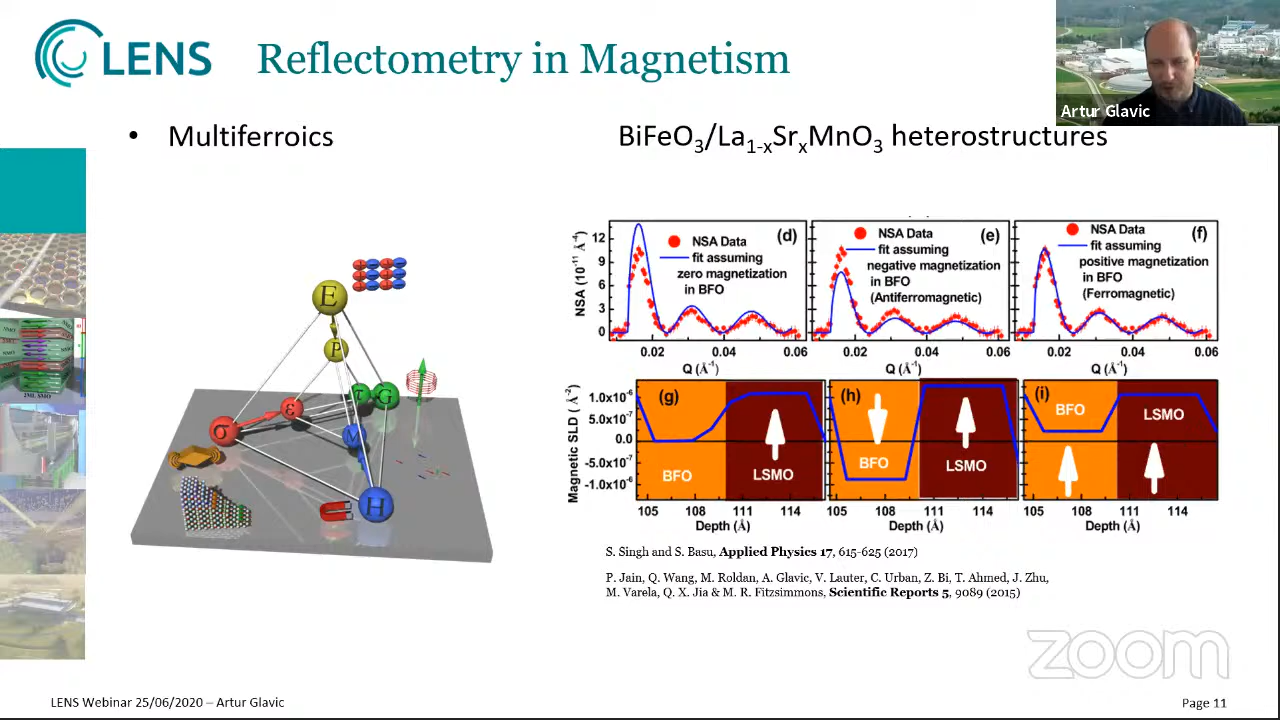 LENS
Reflectometry in Magnetism
Artur Glavic
• Multiferroics
BiFeO3/La1-xSrxMnO3 heterostructures
E
P
τ
G
ε
σ
M
H
NSA (10⁻¹¹ Å⁻⁴)
12
9
6
3
0
NSA Data
(d)
fit assuming
zero magnetization
in BFO
0.02 0.04 0.06
Q (Å⁻¹)
NSA Data
(e)
fit assuming
negative magnetization
in BFO
(Antiferromagnetic)
0.02 0.04 0.06
Q (Å⁻¹)
NSA Data
(f)
fit assuming
positive magnetization
in BFO
(Ferromagnetic)
0.02 0.04 0.06
Q (Å⁻¹)
Magnetic SLD (Å⁻²)
1.0x10⁻⁶
5.0x10⁻⁷
0.0
-5.0x10⁻⁷
-1.0x10⁻⁶
(g)
BFO
LSMO
105 108 111 114
Depth (Å)
(h)
BFO
LSMO
105 108 111 114
Depth (Å)
(i)
BFO
LSMO
105 108 111 114
Depth (Å)
S. Singh and S. Basu, Applied Physics 17, 615-625 (2017)
P. Jain, Q. Wang, M. Roldan, A. Glavic, V. Lauter, C. Urban, Z. Bi, T. Ahmed, J. Zhu,
M. Varela, Q. X. Jia & M. R. Fitzsimmons, Scientific Reports 5, 9089 (2015)
zoom
LENS Webinar 25/06/2020 – Artur Glavic
Page 11